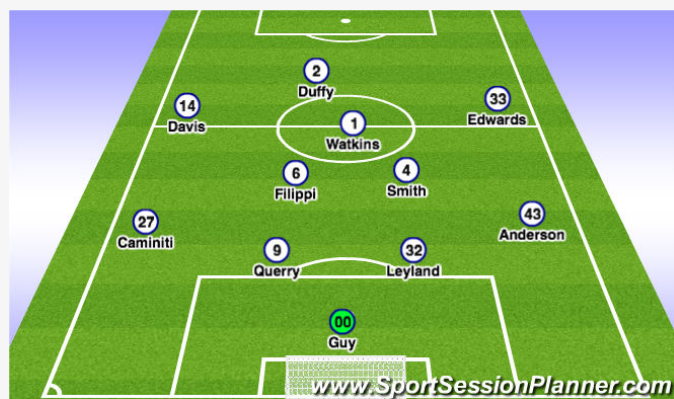 2
Duffy
14
Davis
33
Edwards
1
Watkins
6
Filippi
4
Smith
27
Caminiti
43
Anderson
9
Querry
32
Leyland
00
Guy
www.SportSessionPlanner.com